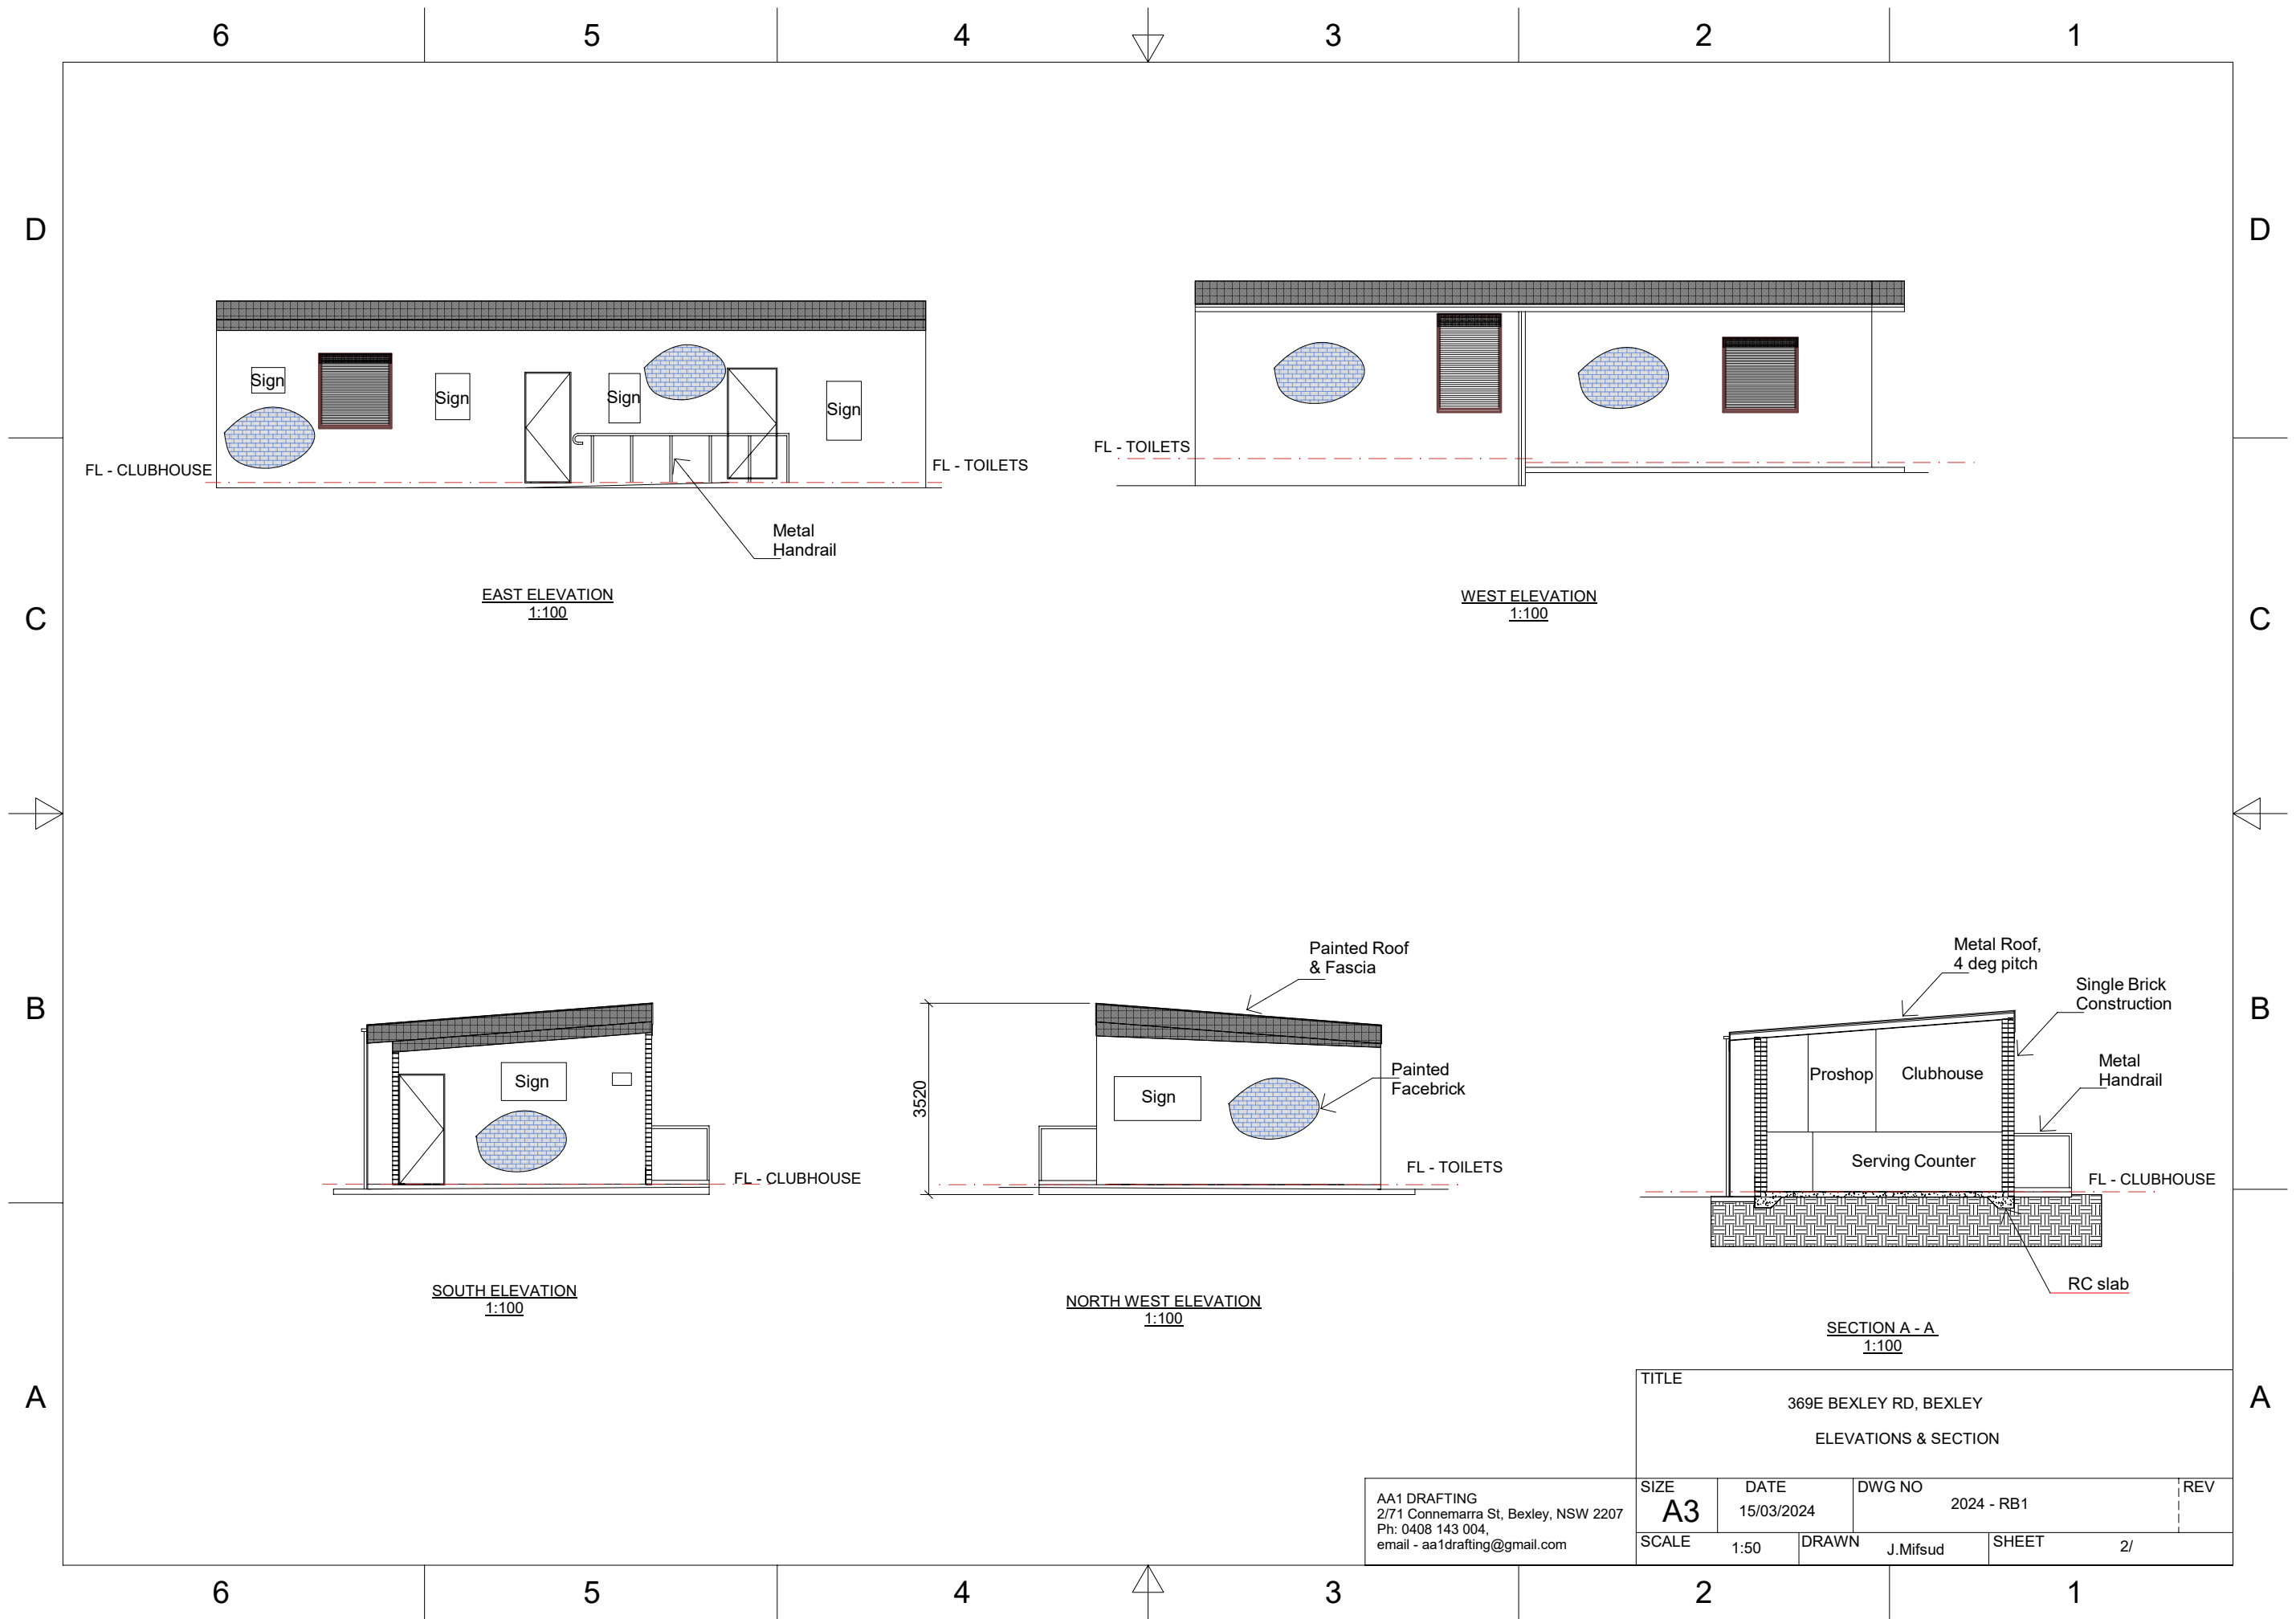 6 5 4 3 2 1
D D
Sign
Sign
Sign
Sign
FL - CLUBHOUSE
FL - TOILETS
Metal
Handrail
EAST ELEVATION
1:100
FL - TOILETS
WEST ELEVATION
1:100
C C
B B
Sign
FL - CLUBHOUSE
SOUTH ELEVATION
1:100
Painted Roof
& Fascia
3520
Sign
Painted
Facebrick
FL - TOILETS
NORTH WEST ELEVATION
1:100
Metal Roof,
4 deg pitch
Single Brick
Construction
Metal
Handrail
Proshop
Clubhouse
Serving Counter
FL - CLUBHOUSE
RC slab
SECTION A - A
1:100
A A
TITLE
369E BEXLEY RD, BEXLEY
ELEVATIONS & SECTION
AA1 DRAFTING
2/71 Connemarra St, Bexley, NSW 2207
Ph: 0408 143 004,
email - aa1drafting@gmail.com
SIZE
A3
DATE
15/03/2024
DWG NO
2024 - RB1
REV
SCALE
1:50
DRAWN
J.Mifsud
SHEET
2/
6 5 4 3 2 1